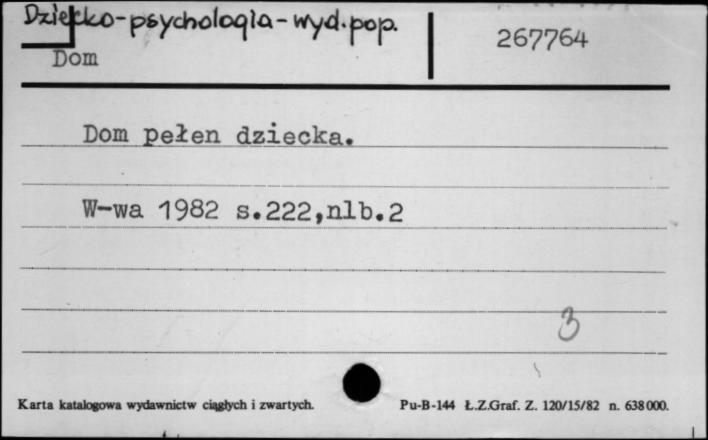 Dziecko-psychologia-wyd.pop.
267764
Dom
Dom pełen dziecka.
W-wa 1982 s.222,nlb.2
3
Karta katalogowa wydawnictw ciągłych i zwartych.
Pu-B-144 Ł.Z.Graf. Z. 120/15/82 n. 638000.